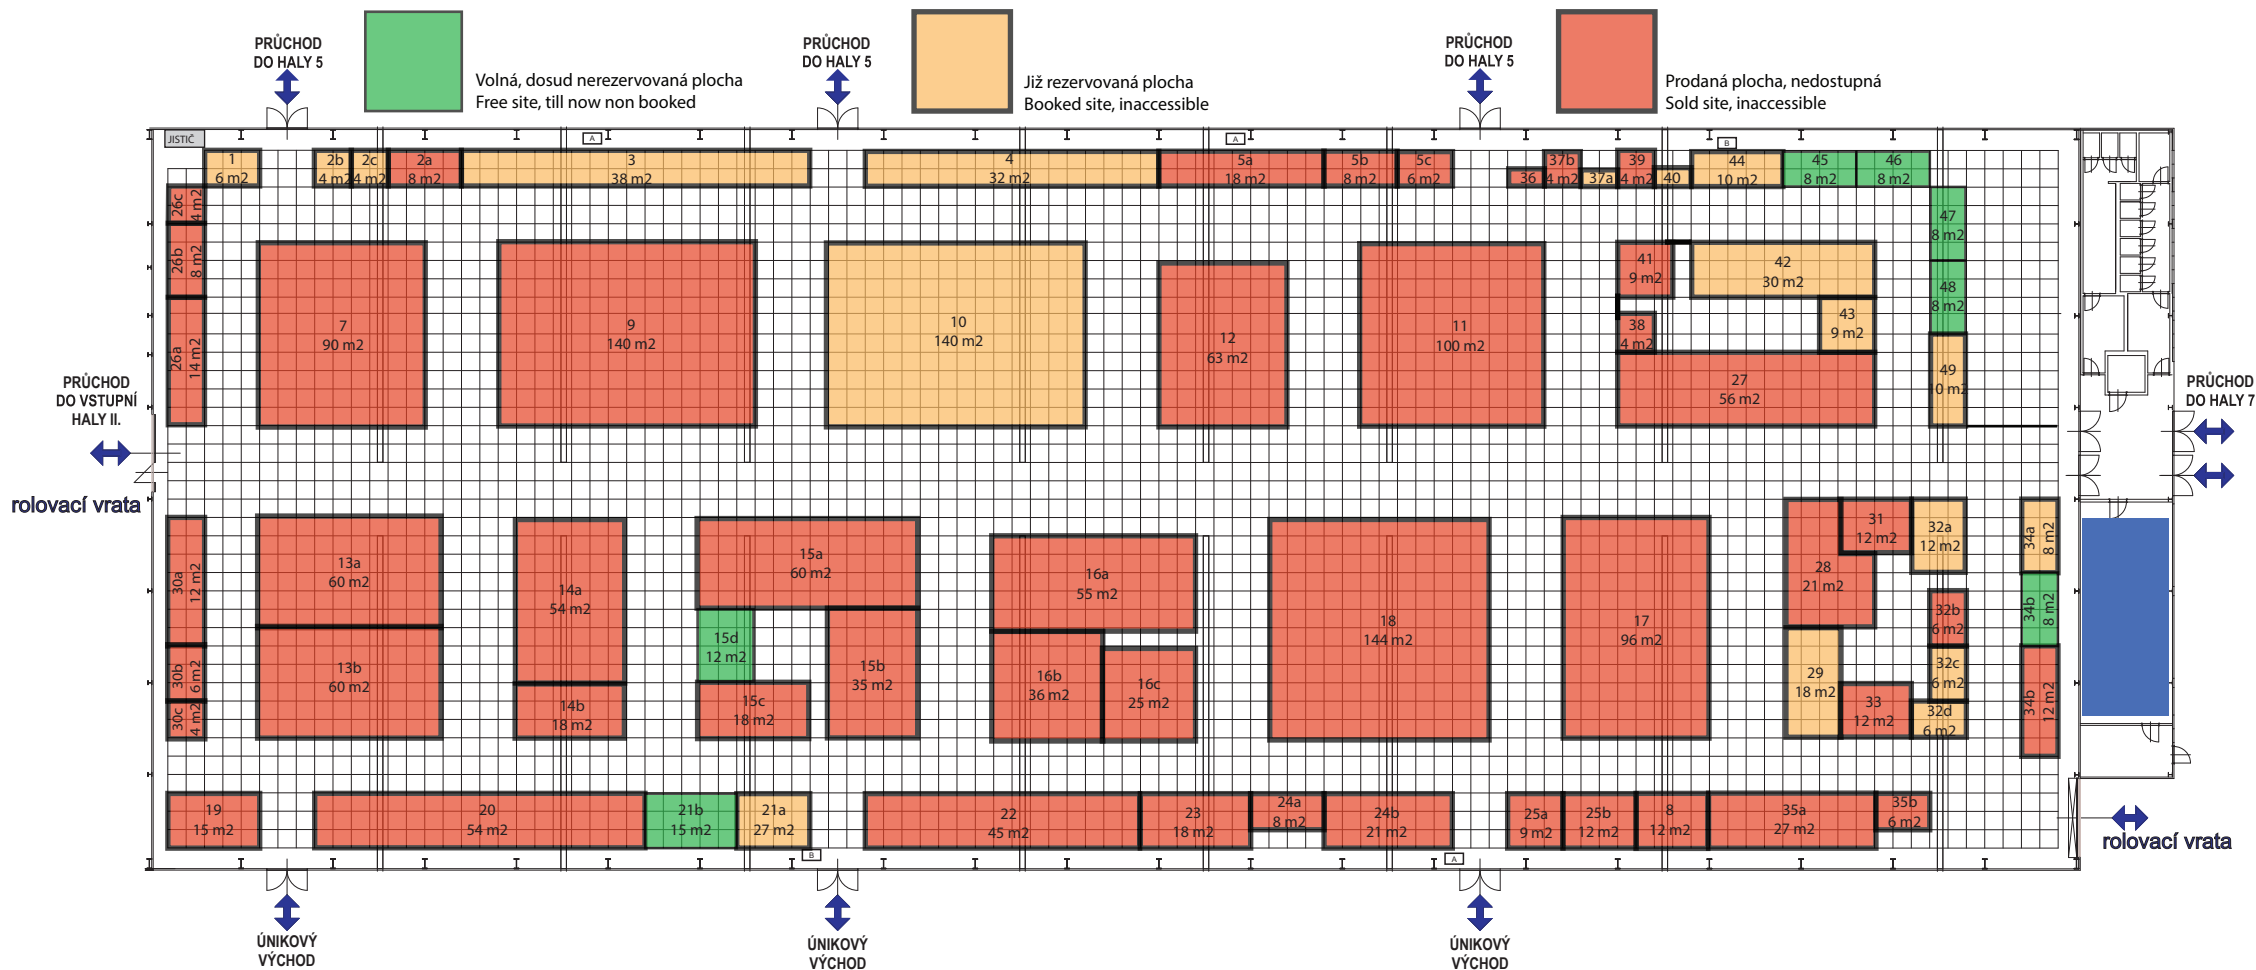 PRŮCHOD
DO HALY 5
Volná, dosud nerezervovaná plocha
Free site, till now non booked
PRŮCHOD
DO HALY 5
Již rezervovaná plocha
Booked site, inaccessible
PRŮCHOD
DO HALY 5
Prodaná plocha, nedostupná
Sold site, inaccessible
JISTIČ
A
A
B
1
6 m2
2b
4 m2
2c
4 m2
2a
8 m2
3
38 m2
4
32 m2
5a
18 m2
5b
8 m2
5c
6 m2
36
37b
4 m2
37a
39
4 m2
40
44
10 m2
45
8 m2
46
8 m2
26c
4 m2
26b
8 m2
26a
14 m2
7
90 m2
9
140 m2
10
140 m2
12
63 m2
11
100 m2
41
9 m2
42
30 m2
43
9 m2
38
4 m2
27
56 m2
47
8 m2
48
8 m2
49
10 m2
PRŮCHOD
DO VSTUPNÍ
HALY II.
rolovací vrata
PRŮCHOD
DO HALY 7
30a
12 m2
30b
6 m2
30c
4 m2
13a
60 m2
13b
60 m2
14a
54 m2
14b
18 m2
15a
60 m2
15d
12 m2
15b
35 m2
15c
18 m2
16a
55 m2
16b
36 m2
16c
25 m2
18
144 m2
17
96 m2
28
21 m2
31
12 m2
32a
12 m2
29
18 m2
33
12 m2
32b
6 m2
32c
6 m2
32d
6 m2
34a
8 m2
34b
8 m2
34b
12 m2
19
15 m2
20
54 m2
21b
15 m2
21a
27 m2
22
45 m2
23
18 m2
24a
8 m2
24b
21 m2
25a
9 m2
25b
12 m2
8
12 m2
35a
27 m2
35b
6 m2
B
A
rolovací vrata
ÚNIKOVÝ
VÝCHOD
ÚNIKOVÝ
VÝCHOD
ÚNIKOVÝ
VÝCHOD